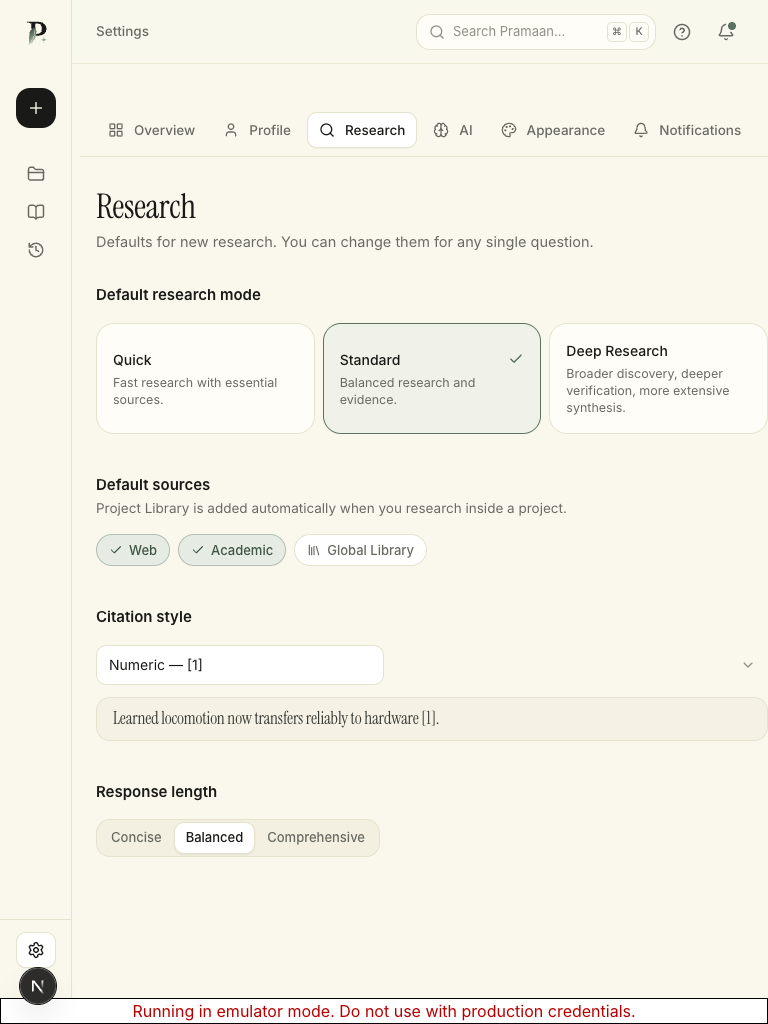 P
Settings
Search Pramaan...
⌘ K
Overview
Profile
Research
AI
Appearance
Notifications
Research
Defaults for new research. You can change them for any single question.
Default research mode
Quick
Fast research with essential
sources.
Standard
Balanced research and
evidence.
Deep Research
Broader discovery, deeper
verification, more extensive
synthesis.
Default sources
Project Library is added automatically when you research inside a project.
Web
Academic
Global Library
Citation style
Numeric — [1]
Learned locomotion now transfers reliably to hardware [1].
Response length
Concise
Balanced
Comprehensive
N
Running in emulator mode. Do not use with production credentials.